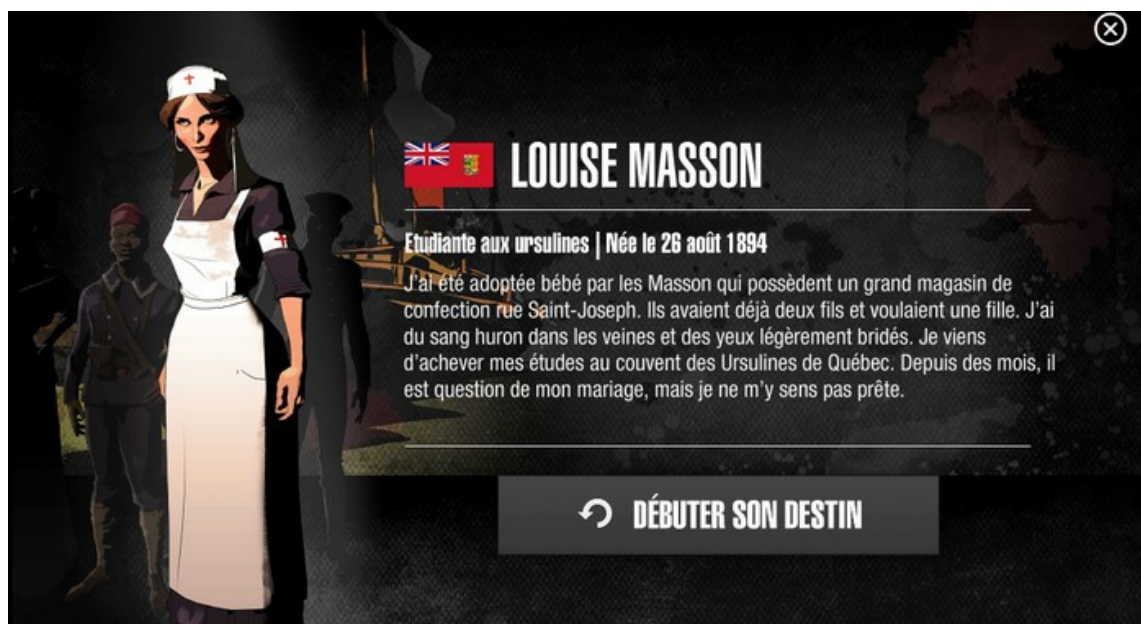 LOUISE MASSON
Etudiante aux ursulines | Née le 26 août 1894
J'ai été adoptée bébé par les Masson qui possèdent un grand magasin de
confection rue Saint-Joseph. Ils avaient déjà deux fils et voulaient une fille. J'ai
du sang huron dans les veines et des yeux légèrement bridés. Je viens
d'achever mes études au couvent des Ursulines de Québec. Depuis des mois, il
est question de mon mariage, mais je ne m'y sens pas prête.
DÉBUTER SON DESTIN